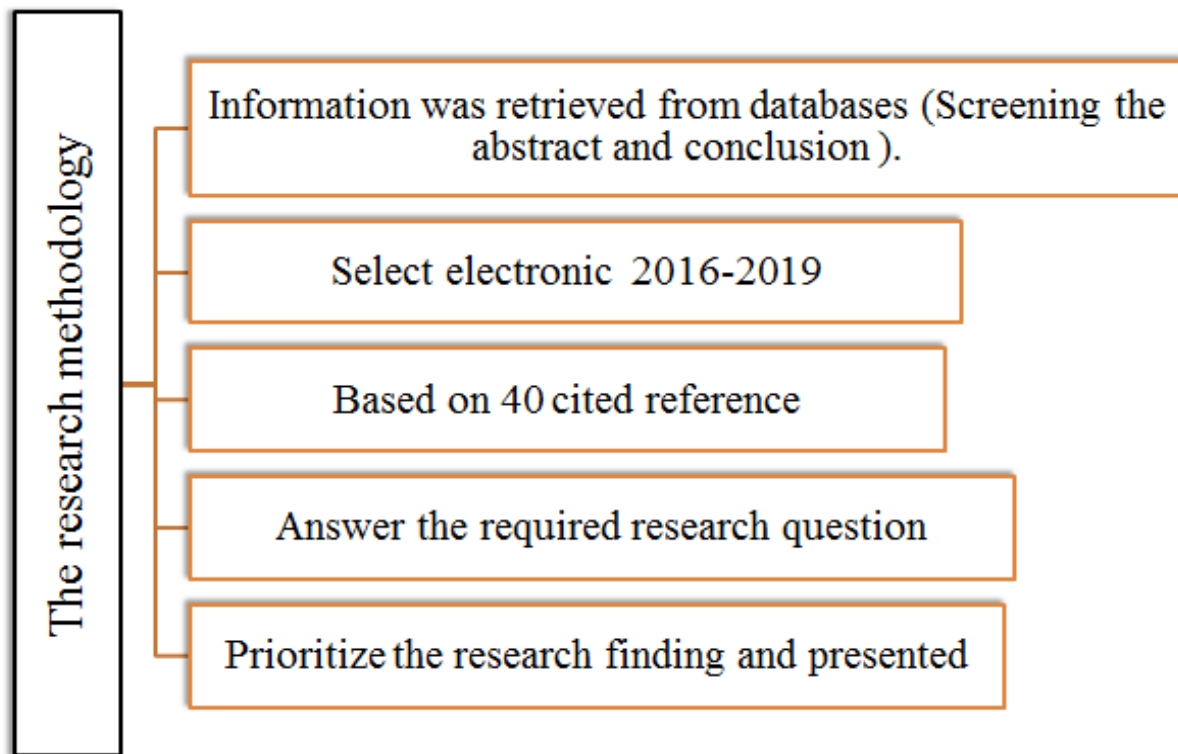 The research methodology
Information was retrieved from databases (Screening the
abstract and conclusion ).
Select electronic 2016-2019
Based on 40 cited reference
Answer the required research question
Prioritize the research finding and presented